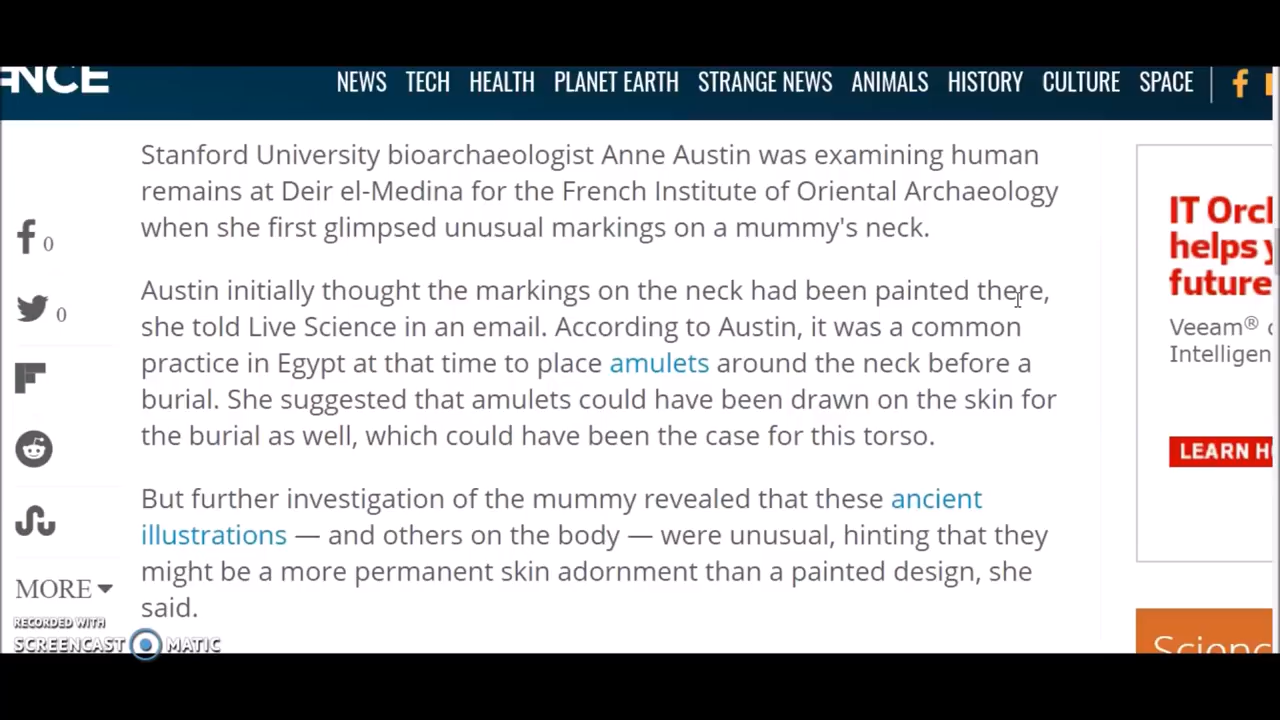 ENCE
NEWS TECH HEALTH PLANET EARTH STRANGE NEWS ANIMALS HISTORY CULTURE SPACE
Stanford University bioarchaeologist Anne Austin was examining human
remains at Deir el-Medina for the French Institute of Oriental Archaeology
when she first glimpsed unusual markings on a mummy's neck.
Austin initially thought the markings on the neck had been painted there,
she told Live Science in an email. According to Austin, it was a common
practice in Egypt at that time to place amulets around the neck before a
burial. She suggested that amulets could have been drawn on the skin for
the burial as well, which could have been the case for this torso.
But further investigation of the mummy revealed that these ancient
illustrations — and others on the body — were unusual, hinting that they
might be a more permanent skin adornment than a painted design, she
said.
0
0
MORE
RECORDED WITH
SCREENCAST MATIC
IT Orc
helps y
future
Veeam®
Intelligen
LEARN
Scienc